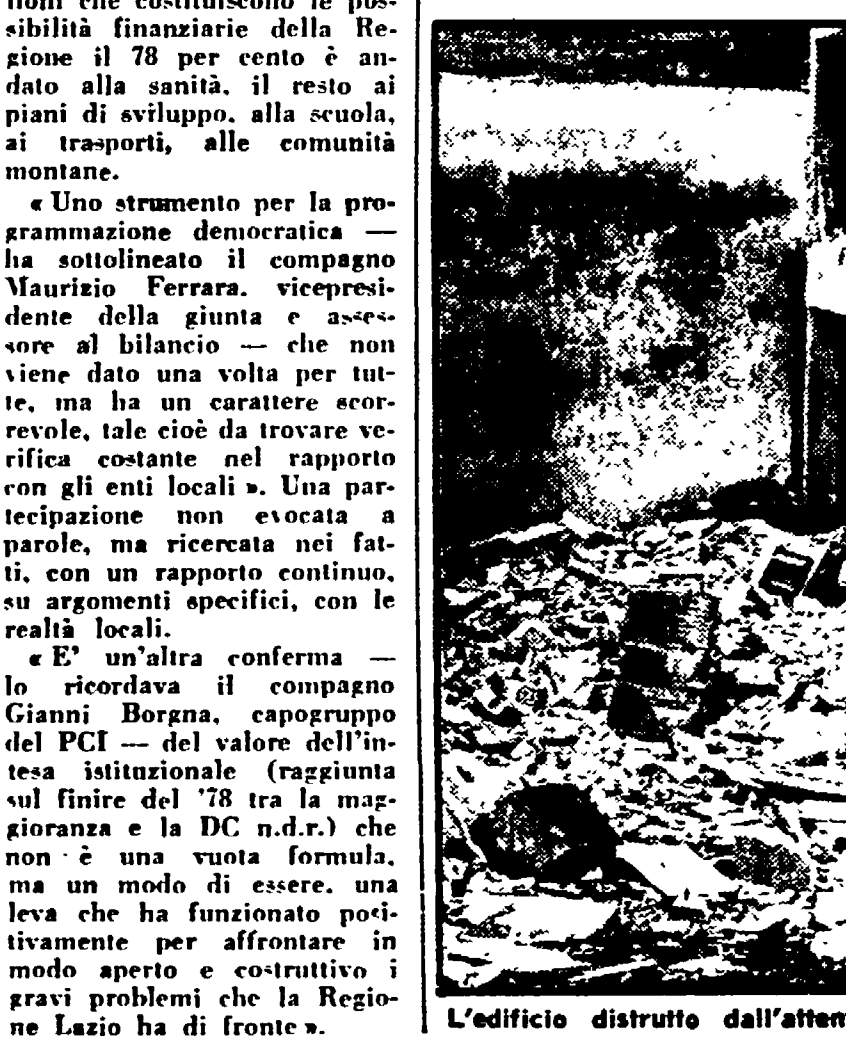 zioni che costituiscono le pos-
sibilità finanziarie della Re-
gione il 78 per cento è an-
dato alla sanità, il resto ai
piani di sviluppo, alla scuola,
ai trasporti, alle comunità
montane.
« Uno strumento per la pro-
grammazione democratica —
ha sottolineato il compagno
Maurizio Ferrara, vicepresi-
dente della giunta e asses-
sore al bilancio — che non
viene dato una volta per tut-
te, ma ha un carattere scor-
revole, tale cioè da trovare ve-
rifica costante nel rapporto
con gli enti locali ». Una par-
tecipazione non evocata a
parole, ma ricercata nei fat-
ti, con un rapporto continuo,
su argomenti specifici, con le
realtà locali.
« E' un'altra conferma —
lo ricordava il compagno
Gianni Borgna, capogruppo
del PCI — del valore dell'in-
tesa istituzionale (raggiunta
sul finire del '78 tra la mag-
gioranza e la DC n.d.r.) che
non è una vuota formula,
ma un modo di essere, una
leva che ha funzionato posi-
tivamente per affrontare in
modo aperto e costruttivo i
gravi problemi che la Regio-
ne Lazio ha di fronte ».
L'edificio distrutto dall'atten